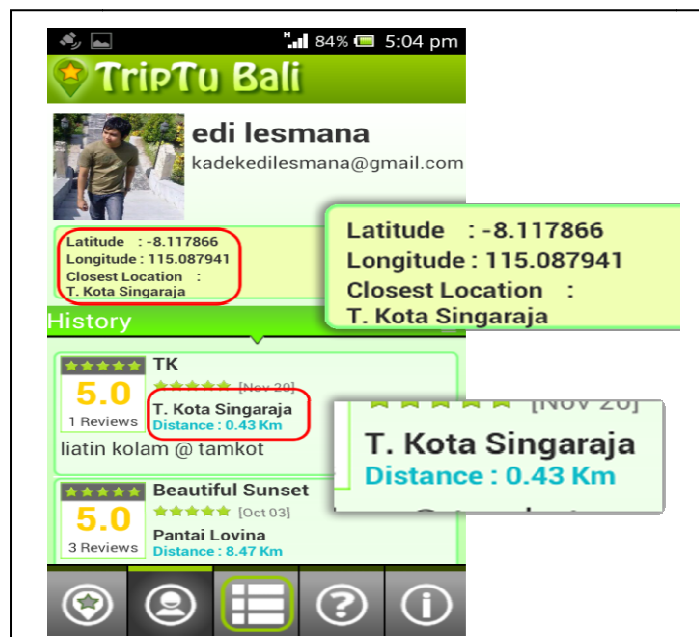 H 84% 5:04 pm
TripTu Bali
edi lesmana
kadekedilesmana@gmail.com
Latitude : -8.117866
Longitude : 115.087941
Closest Location :
T. Kota Singaraja
Latitude : -8.117866
Longitude : 115.087941
Closest Location :
T. Kota Singaraja
History
TK
[Nov 20]
5.0
1 Reviews
T. Kota Singaraja
Distance : 0.43 Km
liatin kolam @ tamkot
[Nov 20]
T. Kota Singaraja
Distance : 0.43 Km
Beautiful Sunset
[Oct 03]
5.0
3 Reviews
Pantai Lovina
Distance : 8.47 Km